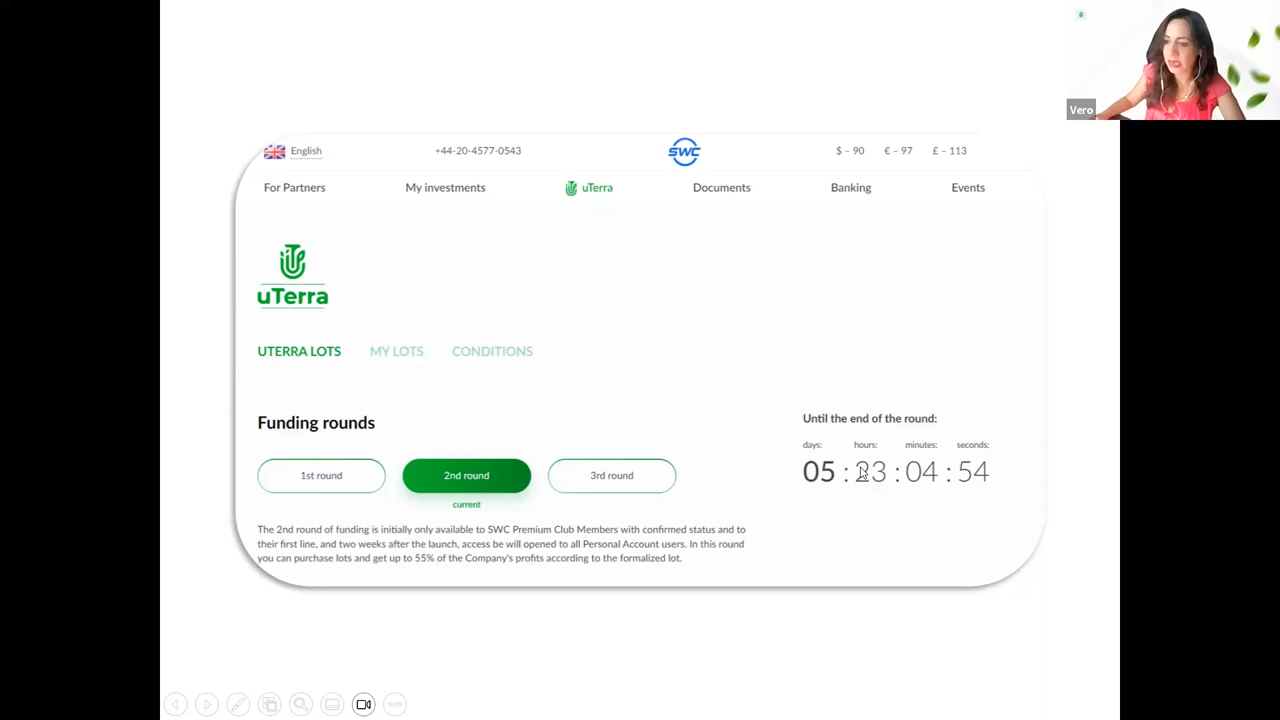 Vero
English
+44-20-4577-0543
SWC
$ – 90
€ – 97
£ – 113
For Partners
My investments
uTerra
Documents
Banking
Events
uTerra
UTERRA LOTS
MY LOTS
CONDITIONS
Funding rounds
Until the end of the round:
days: hours: minutes: seconds:
05 : 23 : 04 : 54
1st round
2nd round
3rd round
current
The 2nd round of funding is initially only available to SWC Premium Club Members with confirmed status and to
their first line, and two weeks after the launch, access be will opened to all Personal Account users. In this round
you can purchase lots and get up to 55% of the Company's profits according to the formalized lot.